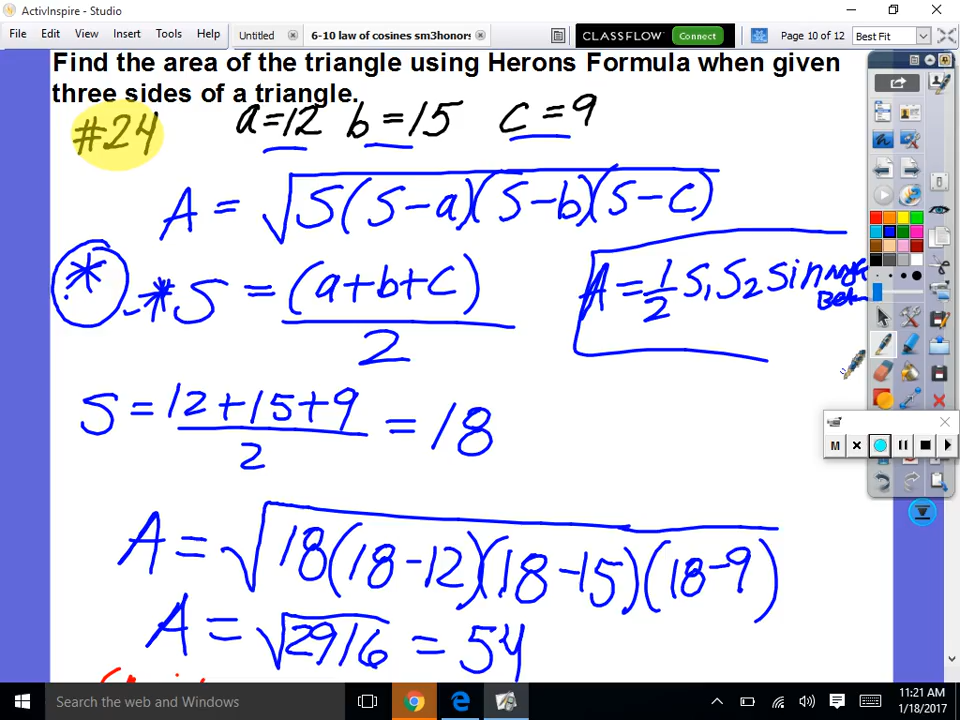 ActivInspire - Studio
File Edit View Insert Tools Help Untitled 6-10 law of cosines sm3honors CLASSFLOW Connect Page 10 of 12 Best Fit
Find the area of the triangle using Herons Formula when given
three sides of a triangle.
#24 a=12 b=15 c=9
A = √S(S-a)(S-b)(S-c)
* *S = (a+b+c)/2
A = 1/2 S₁S₂ sin
S = 12+15+9/2 = 18
M
A = √18(18-12)(18-15)(18-9)
A = √2916 = 54
Search the web and Windows
11:21 AM
1/18/2017